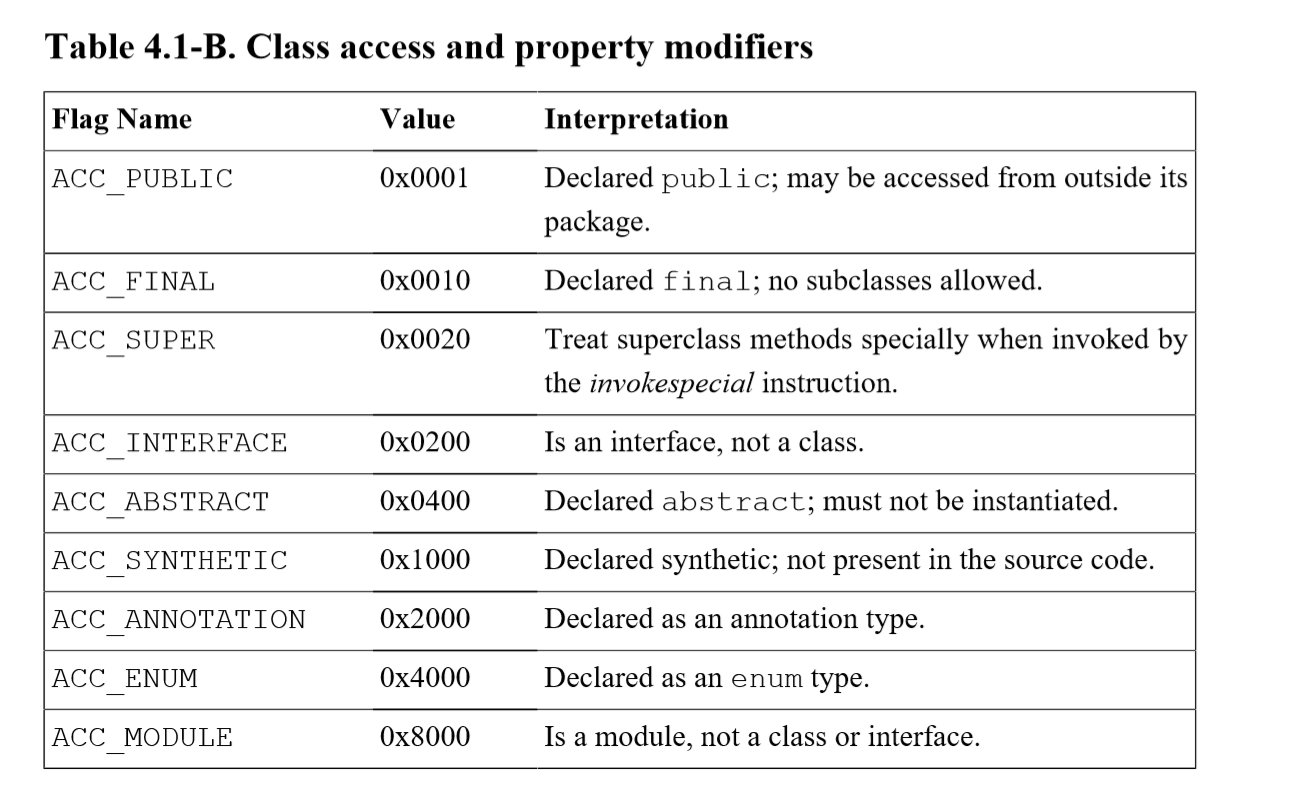 Table 4.1-B. Class access and property modifiers
Flag Name Value Interpretation
ACC_PUBLIC 0x0001 Declared public; may be accessed from outside its
package.
ACC_FINAL 0x0010 Declared final; no subclasses allowed.
ACC_SUPER 0x0020 Treat superclass methods specially when invoked by
the invokespecial instruction.
ACC_INTERFACE 0x0200 Is an interface, not a class.
ACC_ABSTRACT 0x0400 Declared abstract; must not be instantiated.
ACC_SYNTHETIC 0x1000 Declared synthetic; not present in the source code.
ACC_ANNOTATION 0x2000 Declared as an annotation type.
ACC_ENUM 0x4000 Declared as an enum type.
ACC_MODULE 0x8000 Is a module, not a class or interface.